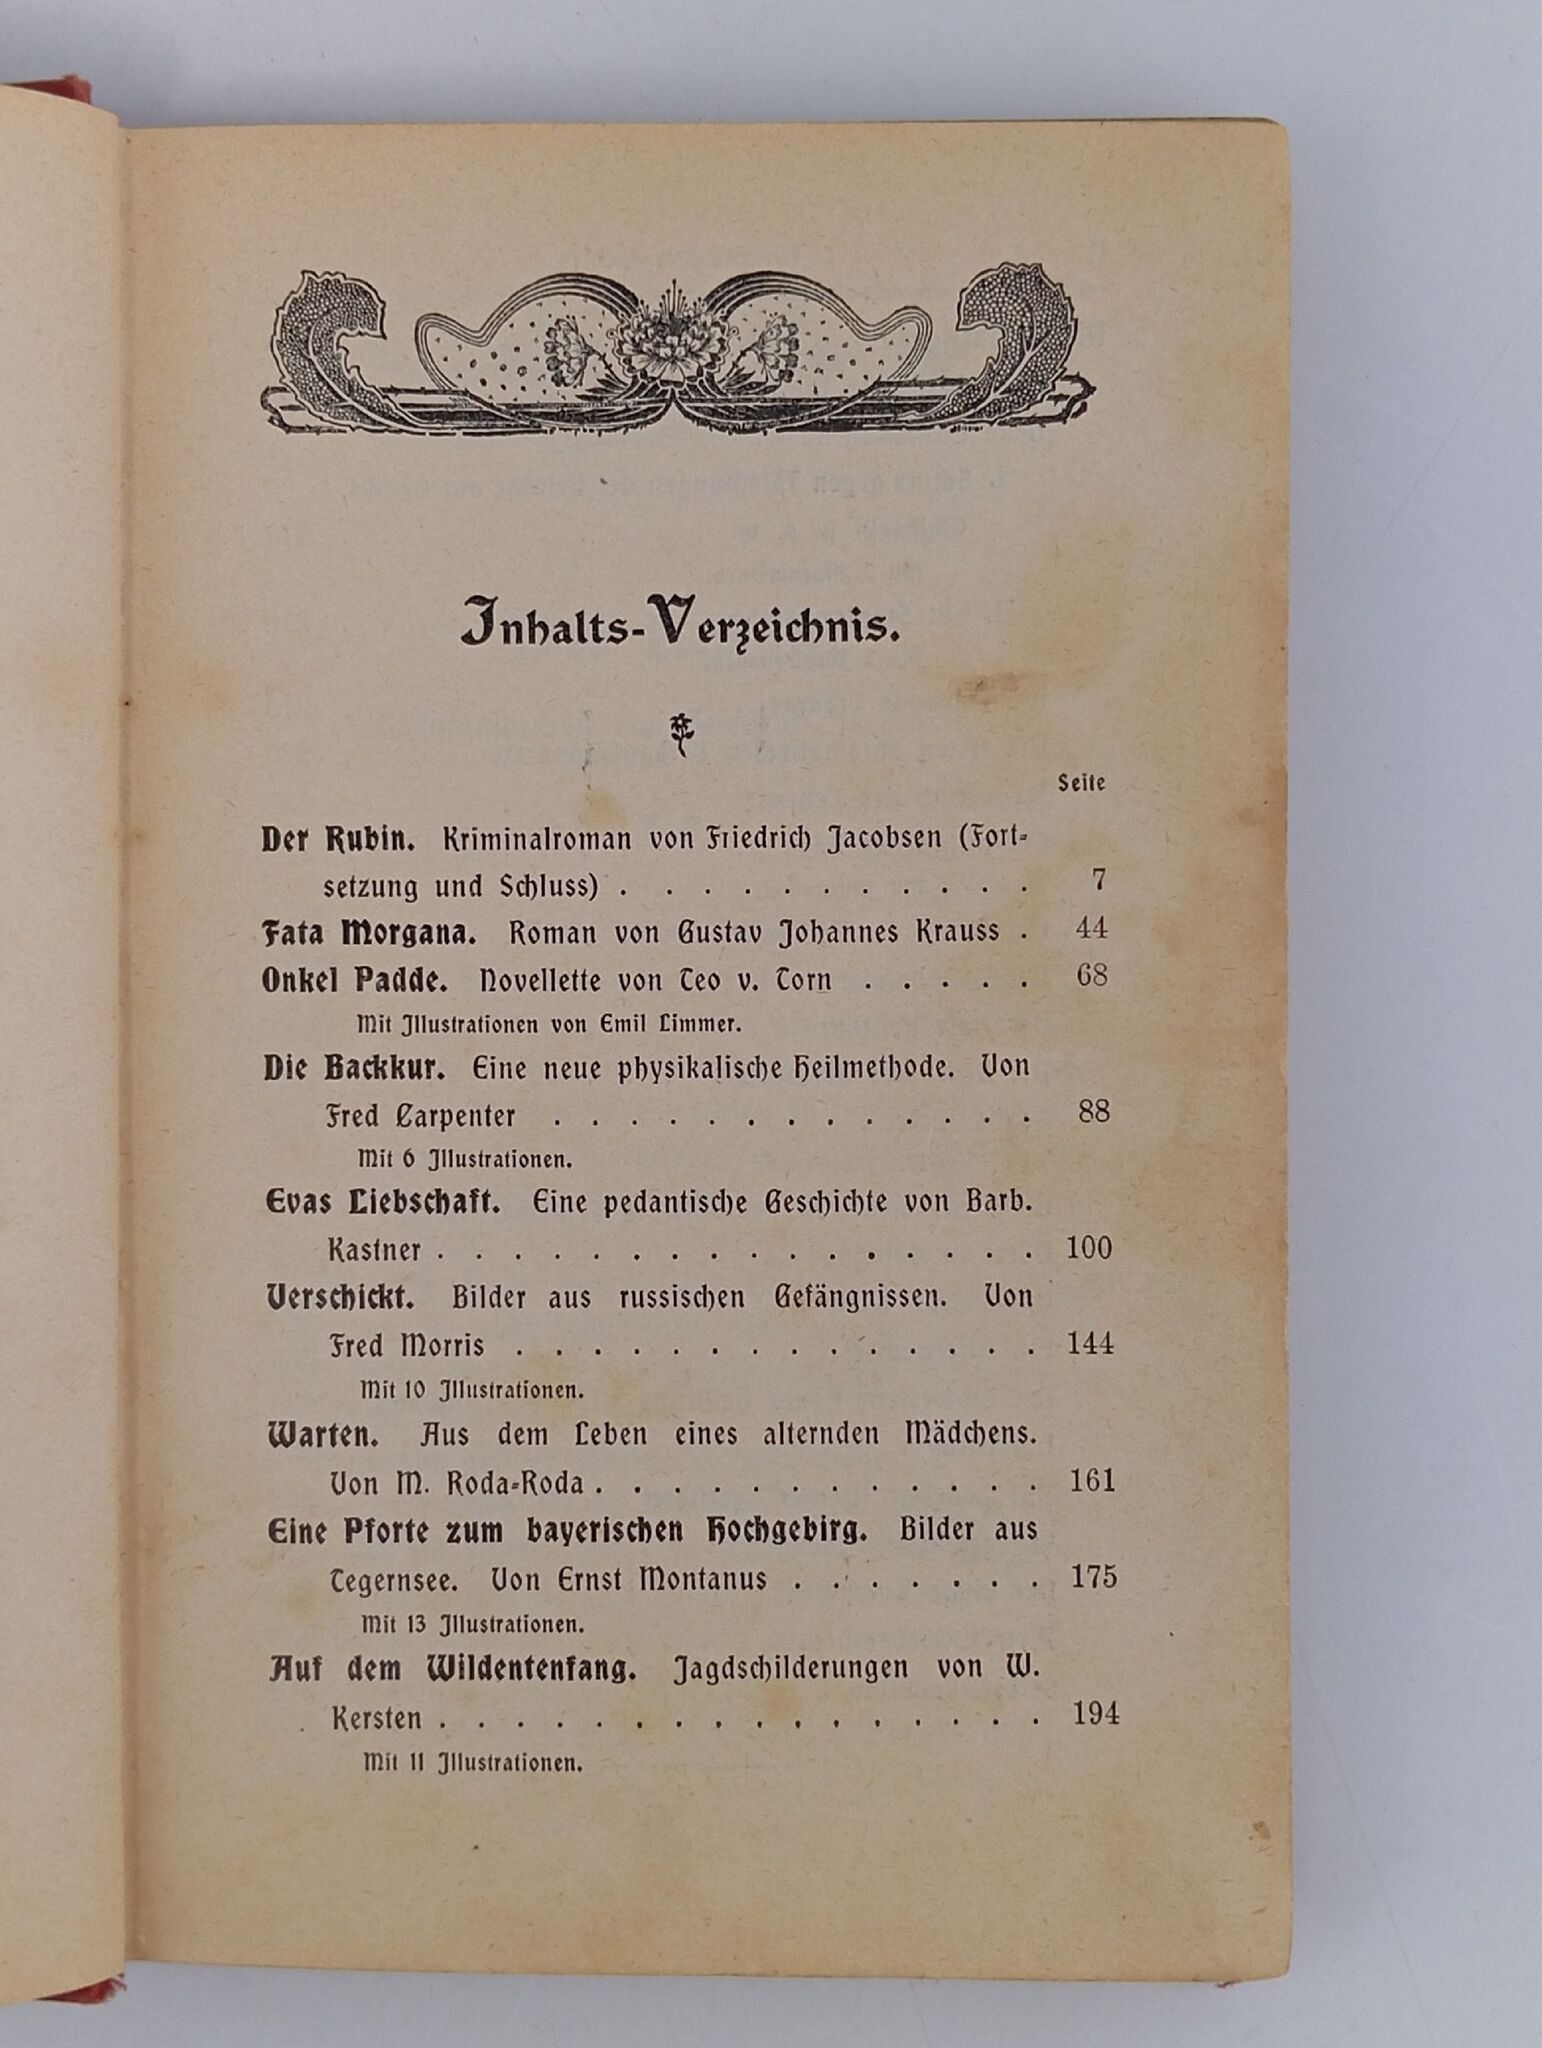 Inhalts-Verzeichnis.
Seite
Der Rubin. Kriminalroman von Friedrich Jacobsen (Fort-
setzung und Schluss) . . . . . . . . . . . 7
Fata Morgana. Roman von Gustav Johannes Krauss . 44
Onkel Padde. Novellette von Teo v. Torn . . . . . 68
Mit Illustrationen von Emil Limmer.
Die Backkur. Eine neue physikalische Heilmethode. Von
Fred Carpenter . . . . . . . . . . . . . 88
Mit 6 Illustrationen.
Evas Liebschaft. Eine pedantische Geschichte von Barb.
Kastner . . . . . . . . . . . . . . . . 100
Verschickt. Bilder aus russischen Gefängnissen. Von
Fred Morris . . . . . . . . . . . . . . 144
Mit 10 Illustrationen.
Warten. Aus dem Leben eines alternden Mädchens.
Von M. Roda-Roda . . . . . . . . . . . . 161
Eine Pforte zum bayerischen Hochgebirg. Bilder aus
Tegernsee. Von Ernst Montanus . . . . . . . 175
Mit 13 Illustrationen.
Auf dem Wildentenfang. Jagdschilderungen von W.
Kersten . . . . . . . . . . . . . . . . 194
Mit 11 Illustrationen.